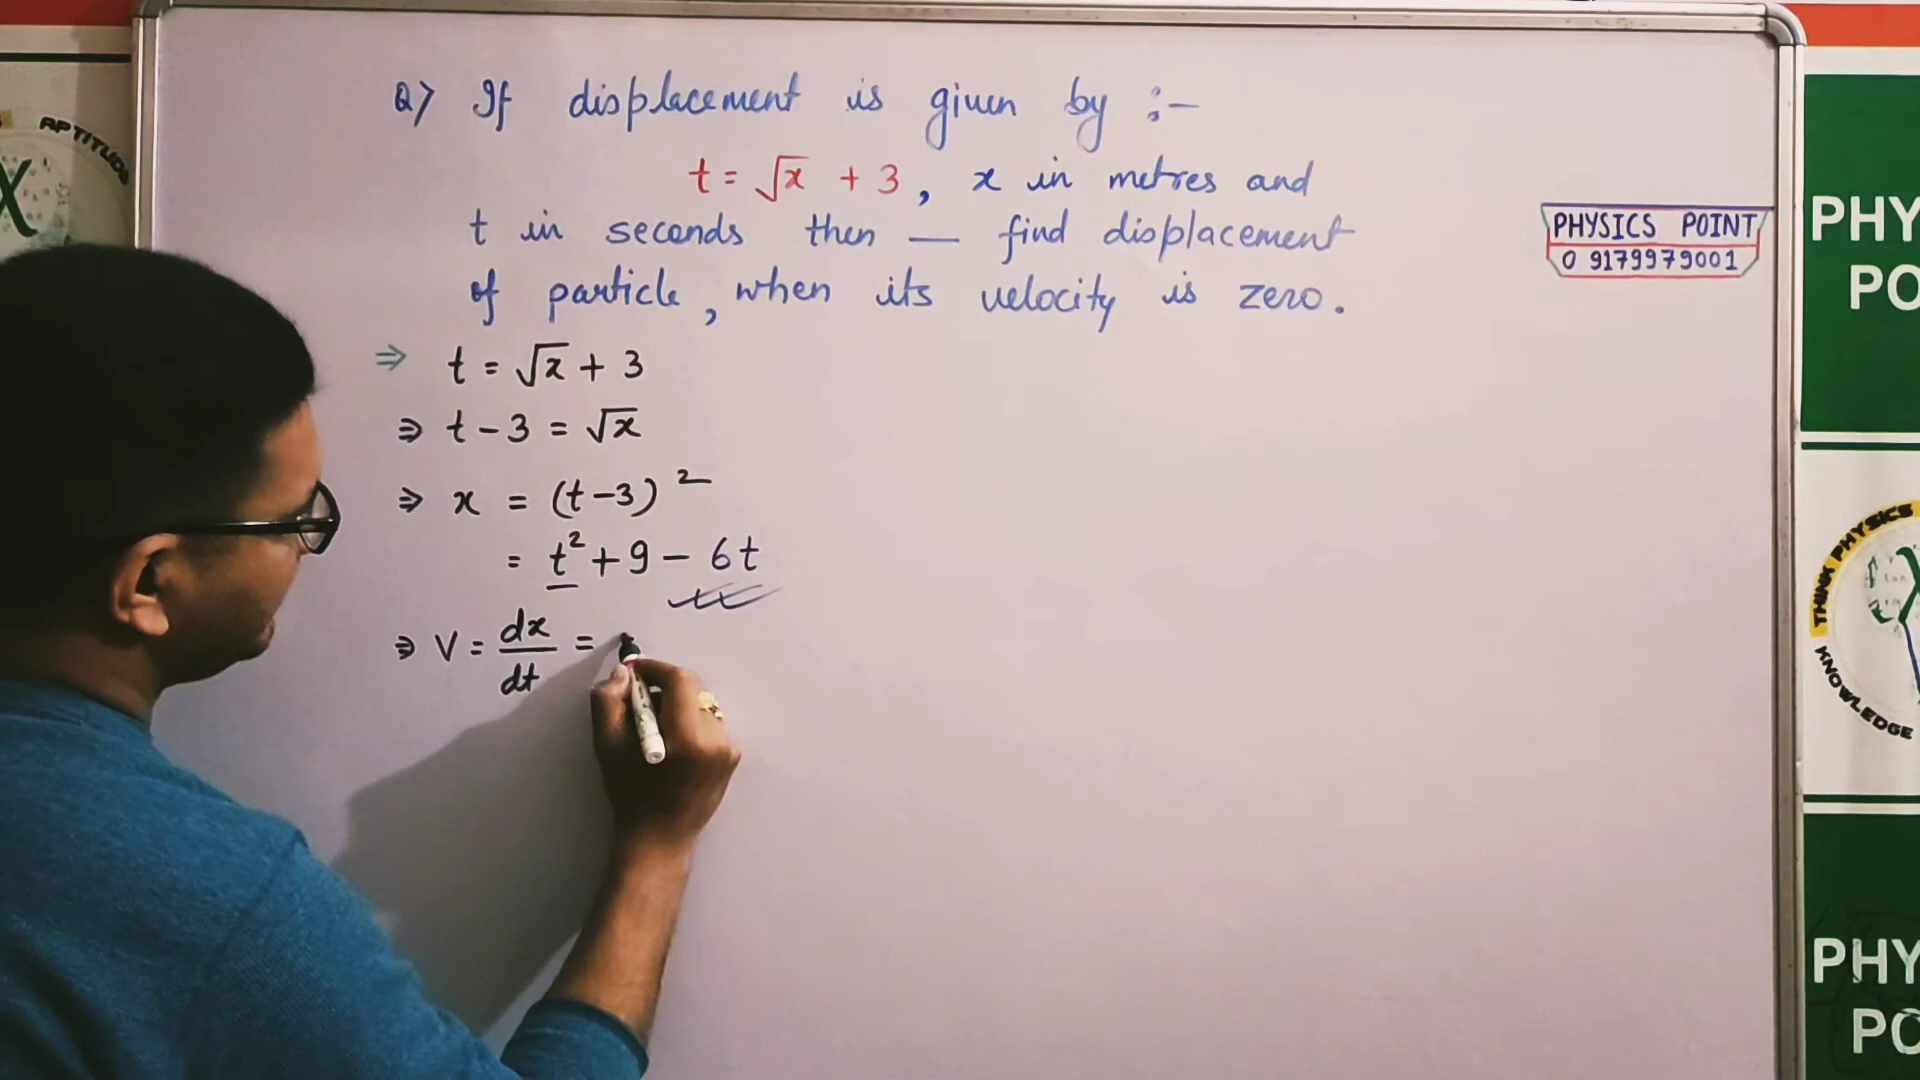 Q> If displacement is given by :-
t = √x + 3, x in metres and
t in seconds then — find displacement
of particle, when its velocity is zero.
⇒ t = √x + 3
⇒ t - 3 = √x
⇒ x = (t-3)²
= t² + 9 - 6t
⇒ V = dx/dt =
PHYSICS POINT
0 9179979001
APTITUDE
X
PHY
PO
THINK PHYSICS
KNOWLEDGE
PHY
PO